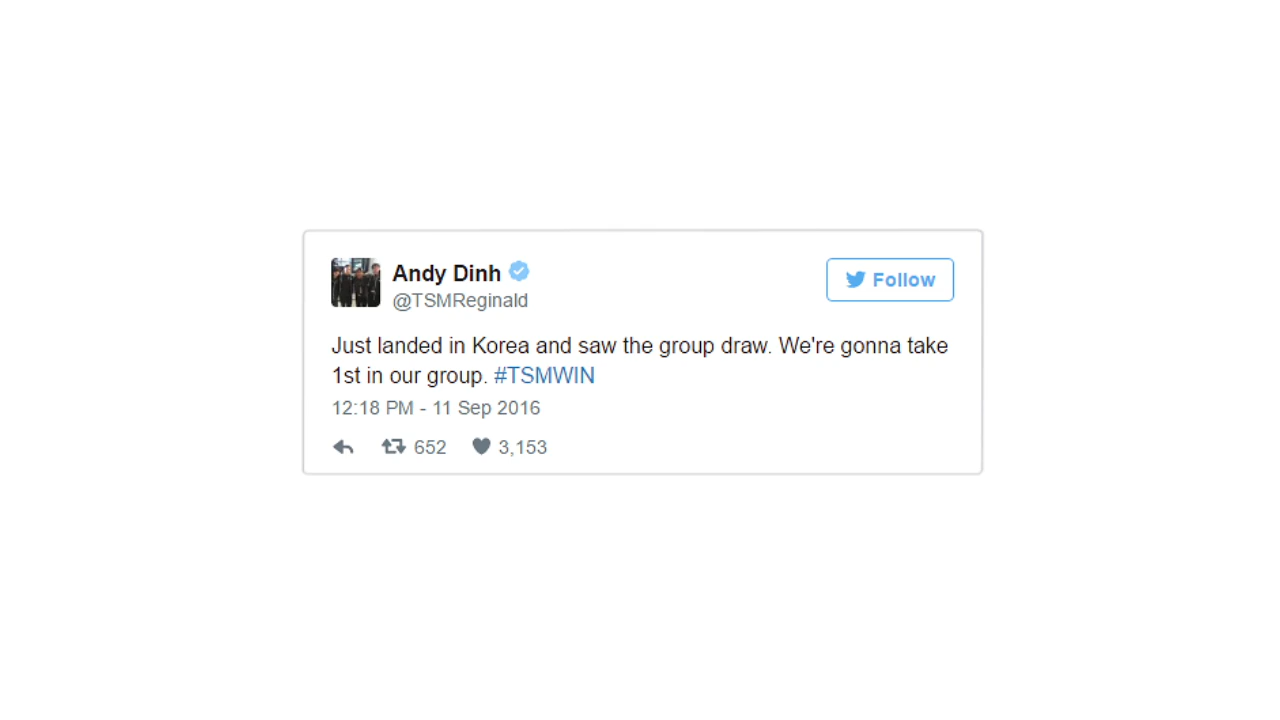 Andy Dinh
@TSMReginald
Follow
Just landed in Korea and saw the group draw. We're gonna take
1st in our group. #TSMWIN
12:18 PM - 11 Sep 2016
652 3,153